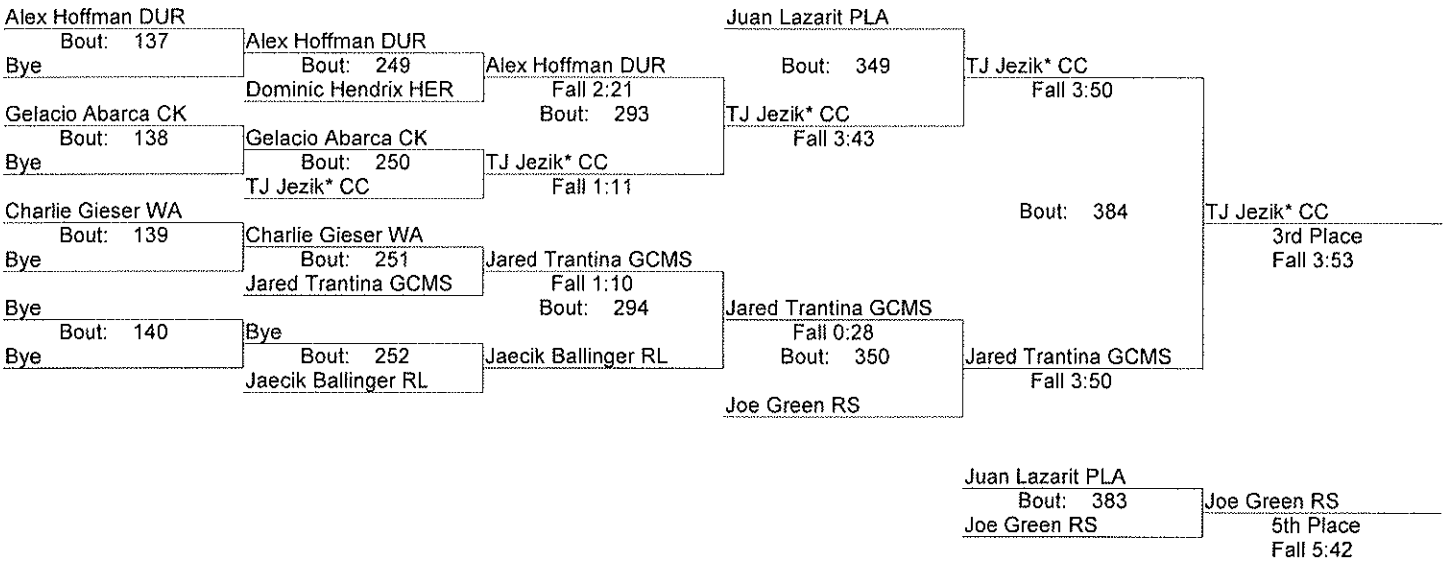 Alex Hoffman DUR
Bout: 137
Bye
Gelacio Abarca CK
Bout: 138
Bye
Charlie Gieser WA
Bout: 139
Bye
Bye
Bout: 140
Bye
Alex Hoffman DUR
Bout: 249
Dominic Hendrix HER
Gelacio Abarca CK
Bout: 250
TJ Jezik* CC
Charlie Gieser WA
Bout: 251
Jared Trantina GCMS
Bye
Bout: 252
Jaecik Ballinger RL
Alex Hoffman DUR
Fall 2:21
Bout: 293
TJ Jezik* CC
Fall 1:11
Jared Trantina GCMS
Fall 1:10
Bout: 294
Jaecik Ballinger RL
Juan Lazarit PLA
Bout: 349
TJ Jezik* CC
Fall 3:43
Jared Trantina GCMS
Fall 0:28
Bout: 350
Joe Green RS
TJ Jezik* CC
Fall 3:50
Bout: 384
Jared Trantina GCMS
Fall 3:50
TJ Jezik* CC
3rd Place
Fall 3:53
Juan Lazarit PLA
Bout: 383
Joe Green RS
Joe Green RS
5th Place
Fall 5:42